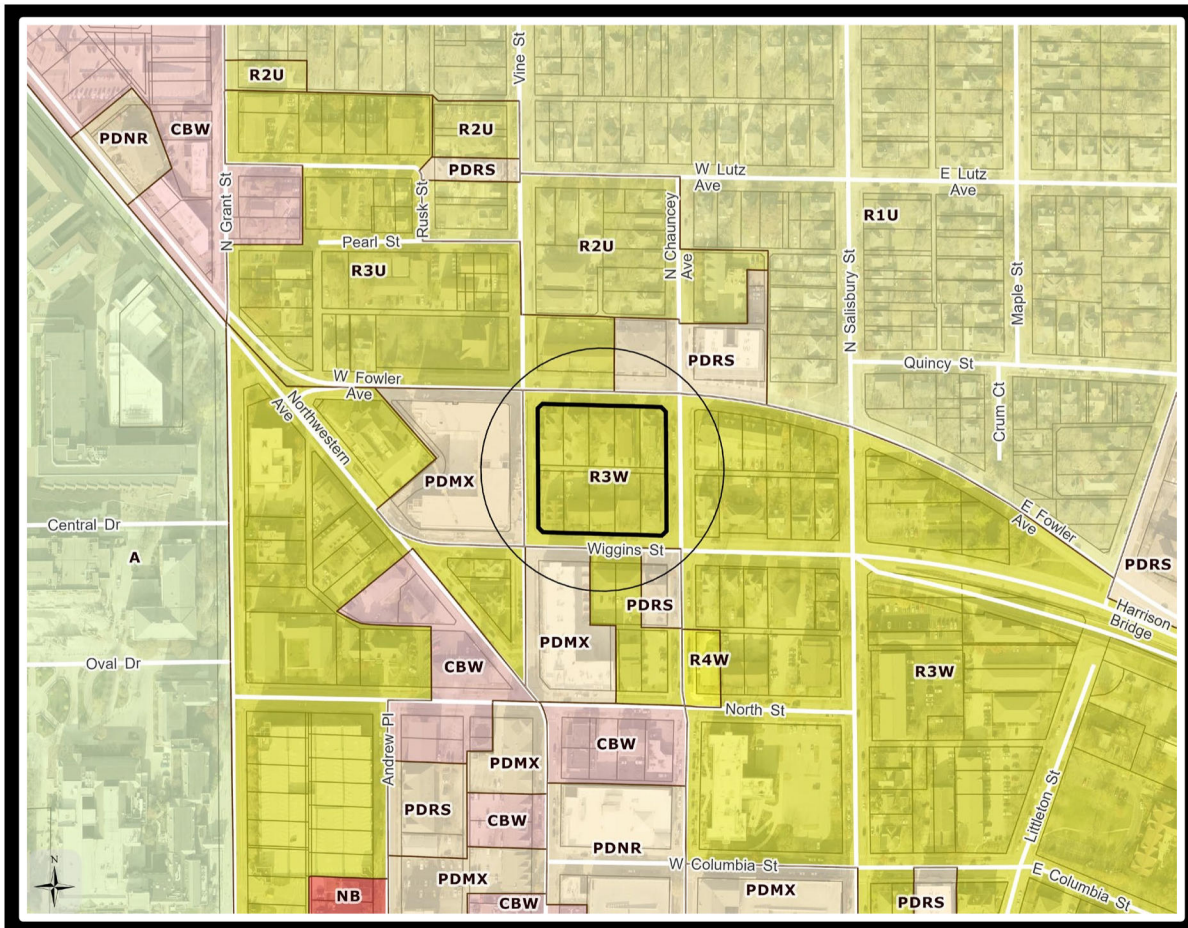 Vine St
R2U
PDNR
CBW
R2U
PDRS
W Lutz
Ave
E Lutz
Ave
N Grant St
Rusk St
N Chauncey
Ave
R1U
Pearl St
R2U
R3U
N Salisbury St
Maple St
PDRS
Quincy St
W Fowler
Ave
Northwestern
Ave
Crum Ct
PDMX
R3W
E Fowler
Ave
Central Dr
A
Wiggins St
PDRS
PDRS
Harrison
Bridge
PDMX
Oval Dr
CBW
R4W
R3W
North St
Andrew Pl
CBW
PDMX
PDRS
CBW
Littleton St
PDNR
W Columbia St
PDMX
PDMX
E Columbia St
NB
CBW
PDRS
N